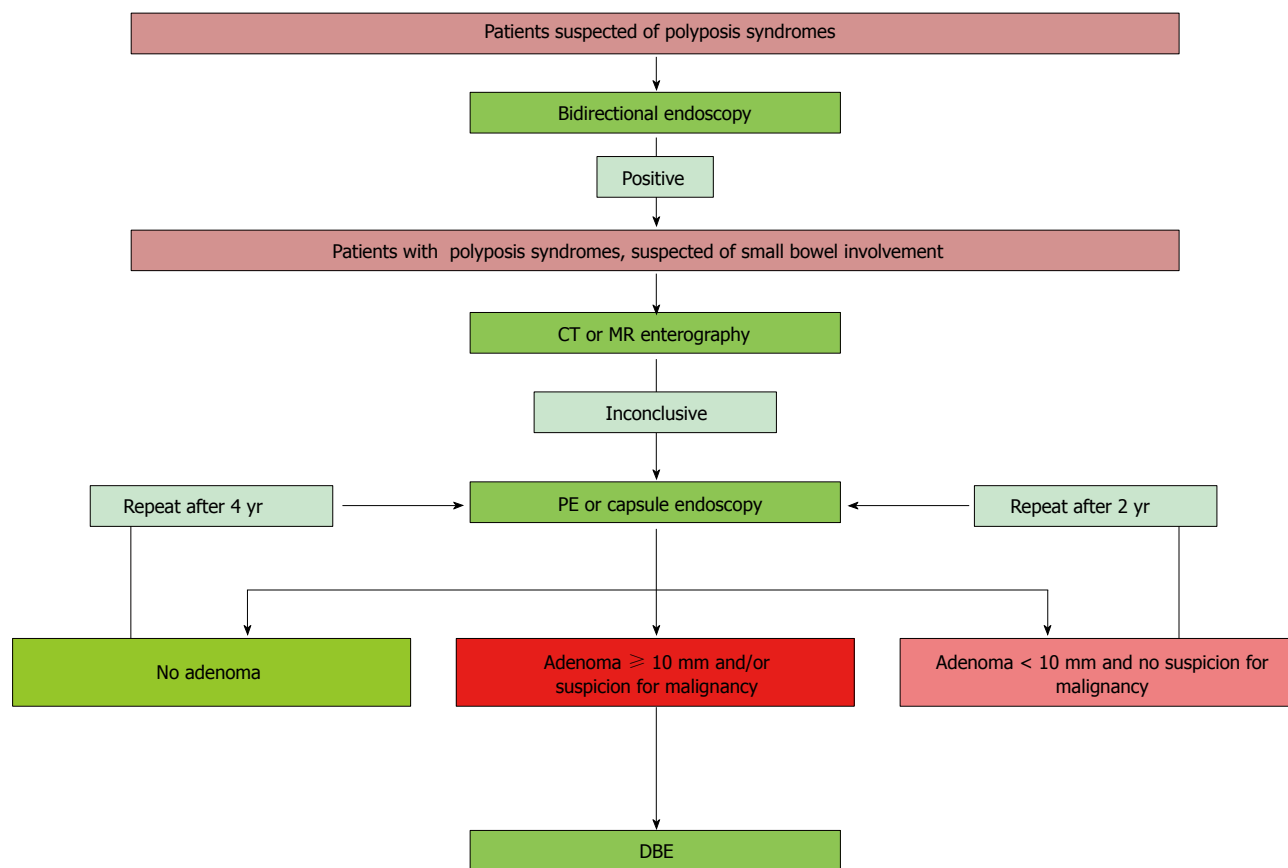 Patients suspected of polyposis syndromes
Bidirectional endoscopy
Positive
Patients with  polyposis syndromes, suspected of small bowel involvement
CT or MR enterography
Inconclusive
Repeat after 4 yr
PE or capsule endoscopy
Repeat after 2 yr
No adenoma
Adenoma ⩾ 10 mm and/or
suspicion for malignancy
Adenoma < 10 mm and no suspicion for
malignancy
DBE